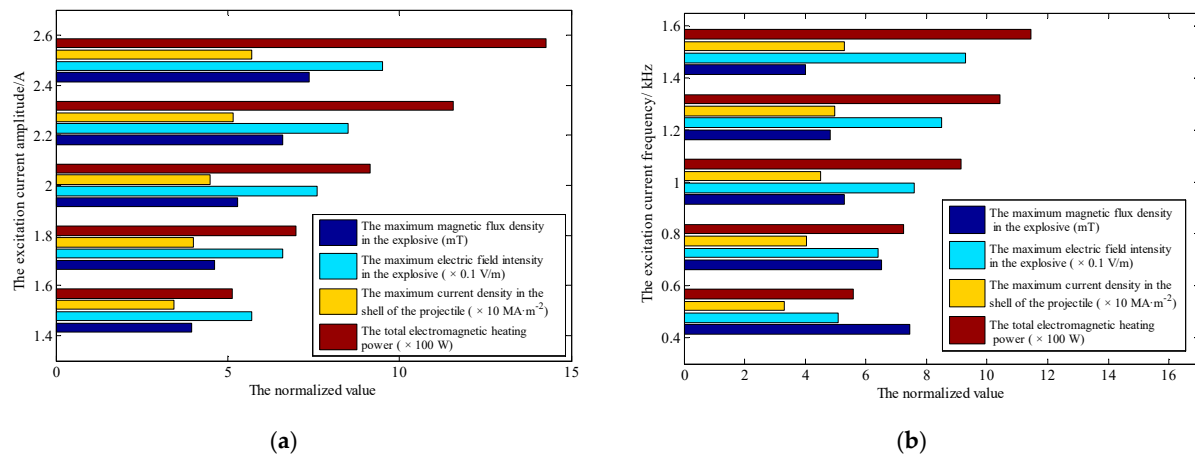 The excitation current amplitude/A
2.6
2.4
2.2
2
1.8
1.6
1.4
The maximum magnetic flux density
in the explosive (mT)
The maximum electric field intensity
in the explosive ( × 0.1 V/m)
The maximum current density in the
shell of the projectile ( × 10 MA·m-2)
The total electromagnetic heating
power ( × 100 W)
0 5 10 15
The normalized value
(a)
The excitation current frequency/ kHz
1.6
1.4
1.2
1
0.8
0.6
0.4
The maximum magnetic flux density
in the explosive (mT)
The maximum electric field intensity
in the explosive ( × 0.1 V/m)
The maximum current density in the
shell of the projectile ( × 10 MA·m-2)
The total electromagnetic heating
power ( × 100 W)
0 2 4 6 8 10 12 14 16
The normalized value
(b)